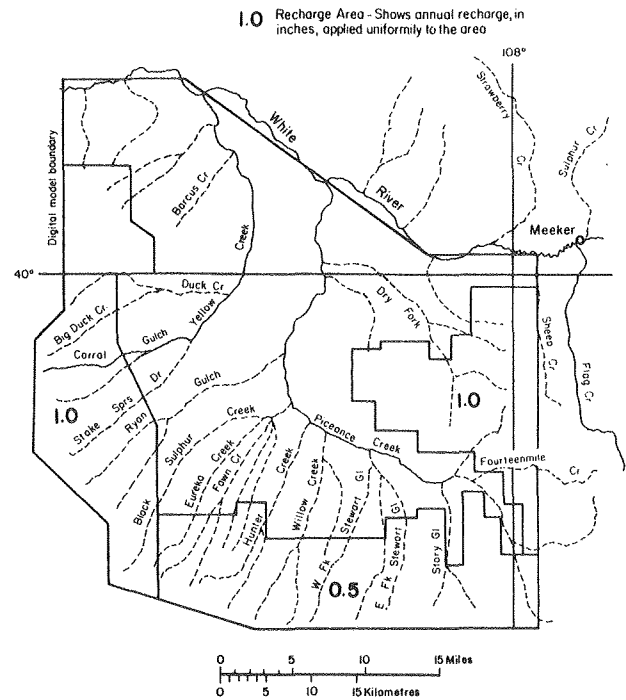 1.0 Recharge Area - Shows annual recharge, in
inches, applied uniformily to the area
108°
Strawberry
Cr
Sulphur Cr
White
River
Meeker
Digital model boundary
Barcus Cr
Creek
Yellow
40°
Duck Cr
Big Duck Cr.
Corral Gulch
Dry
Fork
Sheep
Cr
Flag Cr
Stake Sprs Dr
Ryan Gulch
1.0
1.0
Black Sulphur Creek
Piceance Creek
Eureka Creek
Fawn Cr
Hunter Creek
Willow Creek
W Fk Stewart Gl
E Fk Stewart Gl
Story Gl
Fourteenmile Cr
0.5
0 5 10 15 Miles
0 5 10 15 Kilometres